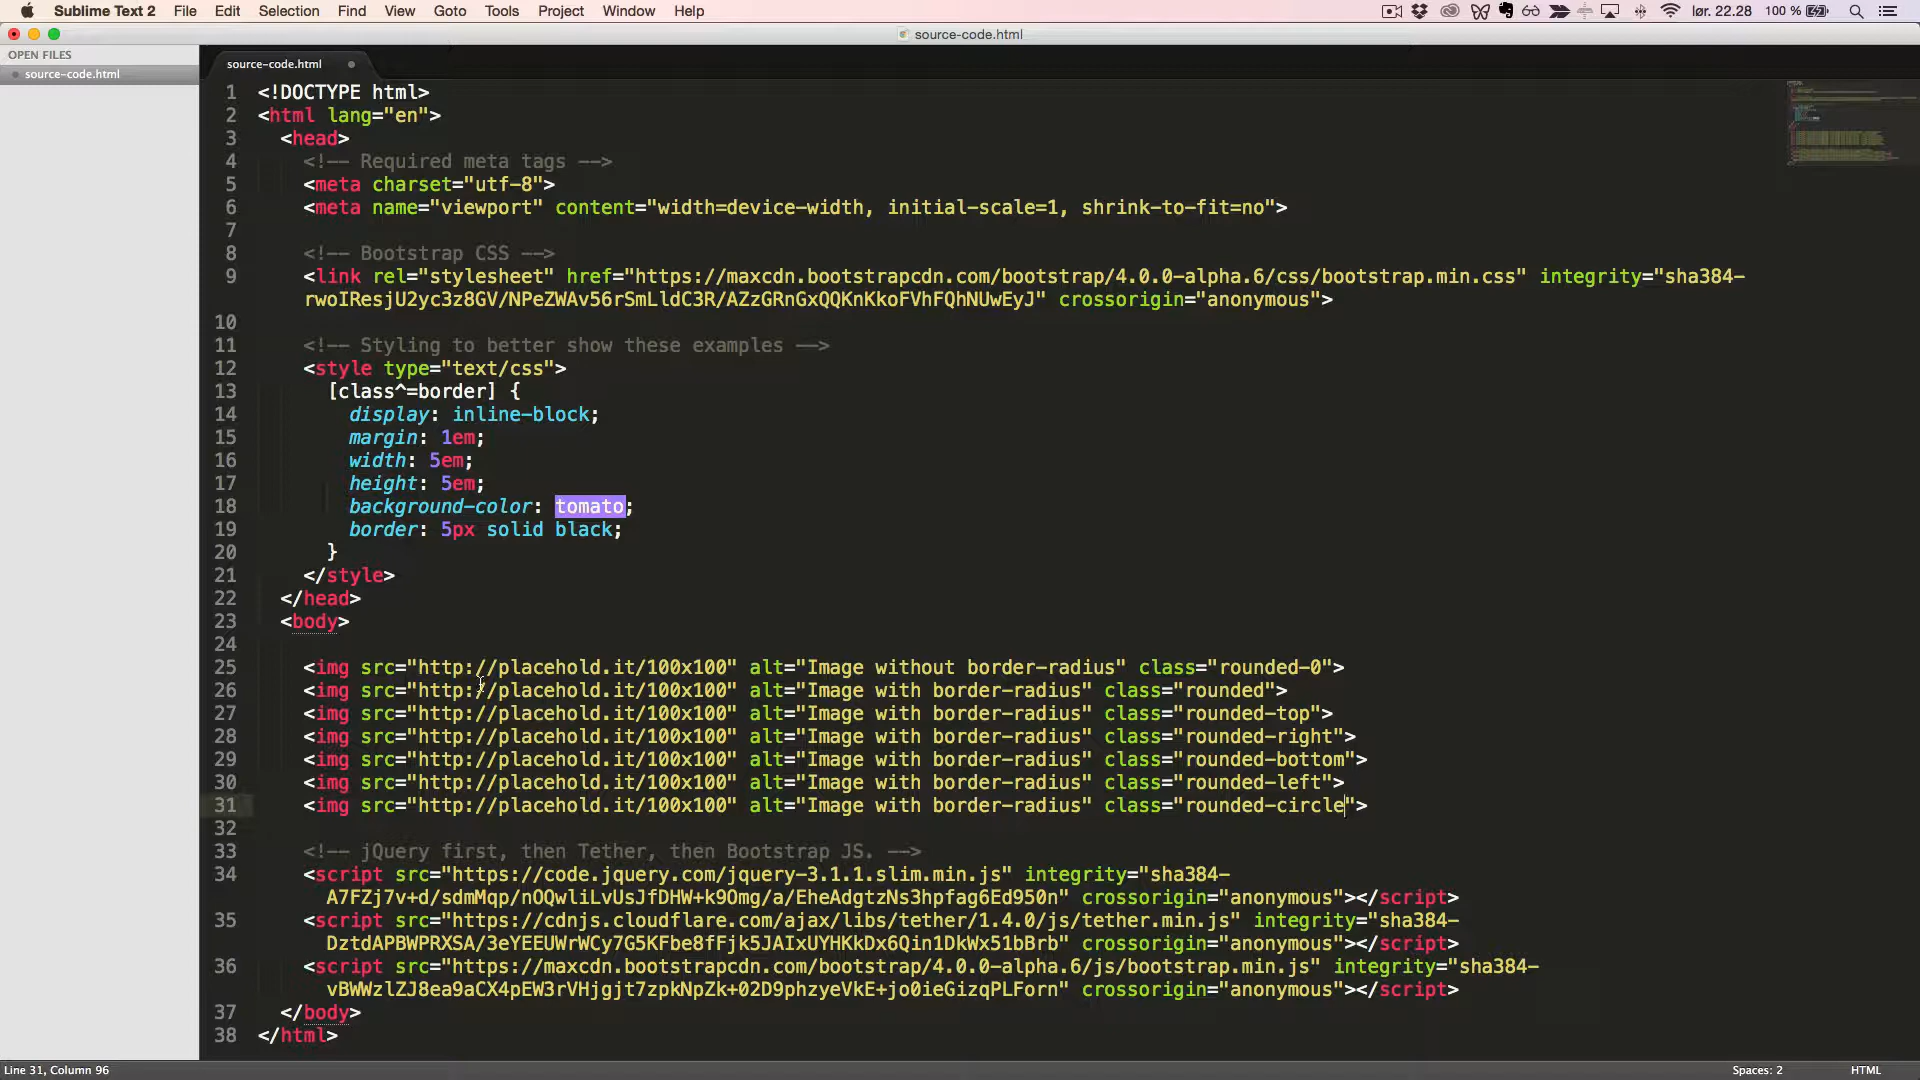 Sublime Text 2 File Edit Selection Find View Goto Tools Project Window Help lør. 22.28 100 %
source-code.html
OPEN FILES
source-code.html
source-code.html
1 <!DOCTYPE html>
2 <html lang="en">
3 <head>
4 <!-- Required meta tags -->
5 <meta charset="utf-8">
6 <meta name="viewport" content="width=device-width, initial-scale=1, shrink-to-fit=no">
7
8 <!-- Bootstrap CSS -->
9 <link rel="stylesheet" href="https://maxcdn.bootstrapcdn.com/bootstrap/4.0.0-alpha.6/css/bootstrap.min.css" integrity="sha384-
rwoIResjU2yc3z8GV/NPeZWAv56rSmLldC3R/AZzGRnGxQQKnKkoFVhFQhNUwEyJ" crossorigin="anonymous">
10
11 <!-- Styling to better show these examples -->
12 <style type="text/css">
13 [class^=border] {
14 display: inline-block;
15 margin: 1em;
16 width: 5em;
17 height: 5em;
18 background-color: tomato;
19 border: 5px solid black;
20 }
21 </style>
22 </head>
23 <body>
24
25 <img src="http://placehold.it/100x100" alt="Image without border-radius" class="rounded-0">
26 <img src="http://placehold.it/100x100" alt="Image with border-radius" class="rounded">
27 <img src="http://placehold.it/100x100" alt="Image with border-radius" class="rounded-top">
28 <img src="http://placehold.it/100x100" alt="Image with border-radius" class="rounded-right">
29 <img src="http://placehold.it/100x100" alt="Image with border-radius" class="rounded-bottom">
30 <img src="http://placehold.it/100x100" alt="Image with border-radius" class="rounded-left">
31 <img src="http://placehold.it/100x100" alt="Image with border-radius" class="rounded-circle">
32
33 <!-- jQuery first, then Tether, then Bootstrap JS. -->
34 <script src="https://code.jquery.com/jquery-3.1.1.slim.min.js" integrity="sha384-
A7FZj7v+d/sdmMqp/nOQwliLvUsJfDHW+k9Omg/a/EheAdgtzNs3hpfag6Ed950n" crossorigin="anonymous"></script>
35 <script src="https://cdnjs.cloudflare.com/ajax/libs/tether/1.4.0/js/tether.min.js" integrity="sha384-
DztdAPBWPRXSA/3eYEEUWrWCy7G5KFbe8fFjk5JAIxUYHKkDx6Qin1DkWx51bBrb" crossorigin="anonymous"></script>
36 <script src="https://maxcdn.bootstrapcdn.com/bootstrap/4.0.0-alpha.6/js/bootstrap.min.js" integrity="sha384-
vBWWzlZJ8ea9aCX4pEW3rVHjgjt7zpkNpZk+02D9phzyeVkE+jo0ieGizqPLForn" crossorigin="anonymous"></script>
37 </body>
38 </html>
Line 31, Column 96 Spaces: 2 HTML